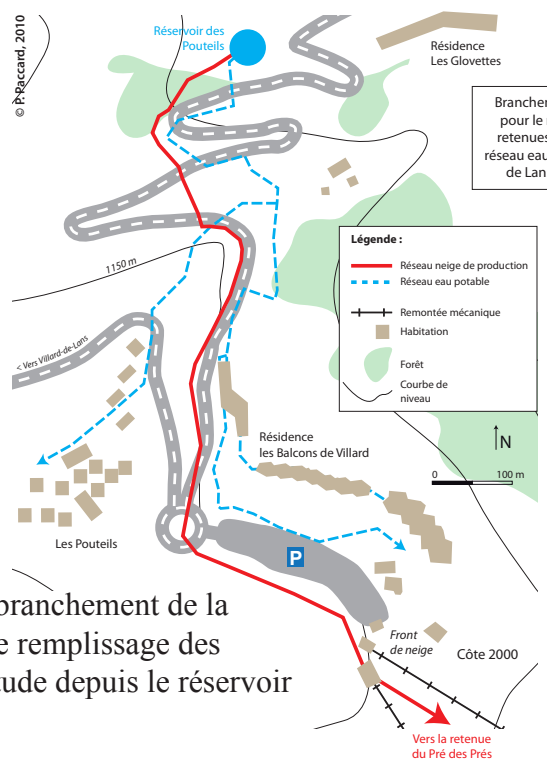 © P. Paccard, 2010
Réservoir des
Pouteils
Résidence
Les Glovettes
Branchemen
pour le r
retenues
réseau eau
de Lan
Légende :
Réseau neige de production
Réseau eau potable
Remontée mécanique
Habitation
Forêt
Courbe de
niveau
1150 m
< Vers Villard-de-Lans
N
0 100 m
Résidence
les Balcons de Villard
Les Pouteils
P
branchement de la
e remplissage des
tude depuis le réservoir
Front
de neige
Côte 2000
Vers la retenue
du Pré des Prés